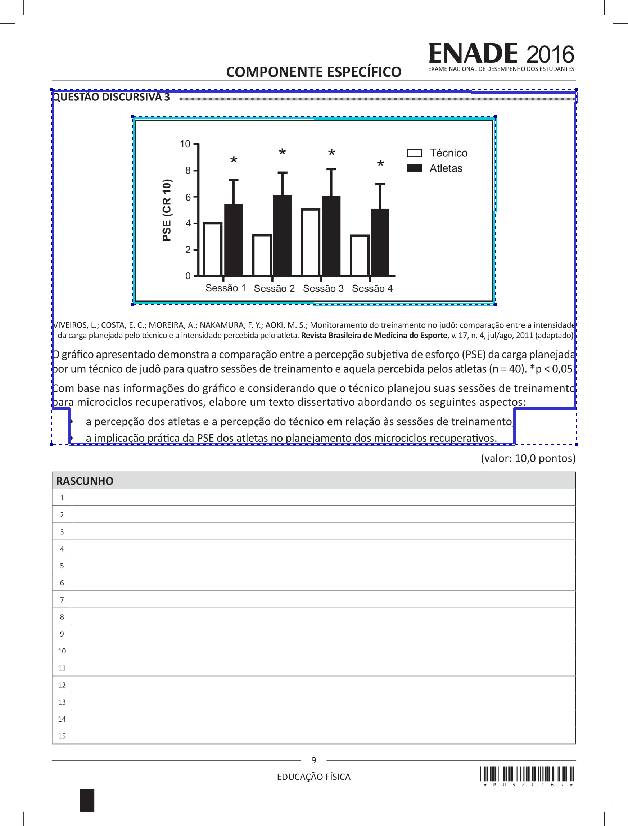 ENADE 2016
EXAME NACIONAL DE DESEMPENHO DOS ESTUDANTES
COMPONENTE ESPECÍFICO
QUESTÃO DISCURSIVA 3
PSE (CR 10)
10
8
6
4
2
0
* * * *
Técnico
Atletas
Sessão 1 Sessão 2 Sessão 3 Sessão 4
VIVEIROS, L.; COSTA, E. C.; MOREIRA, A.; NAKAMURA, F. Y.; AOKI, M. S.; Monitoramento do treinamento no judô: comparação entre a intensidade
da carga planejada pelo técnico e a intensidade percebida pelo atleta. Revista Brasileira de Medicina do Esporte, v. 17, n. 4, jul/ago, 2011 (adaptado)
O gráfico apresentado demonstra a comparação entre a percepção subjetiva de esforço (PSE) da carga planejada
por um técnico de judô para quatro sessões de treinamento e aquela percebida pelos atletas (n = 40). *p < 0,05
Com base nas informações do gráfico e considerando que o técnico planejou suas sessões de treinamento
para microciclos recuperativos, elabore um texto dissertativo abordando os seguintes aspectos:
a percepção dos atletas e a percepção do técnico em relação às sessões de treinamento
a implicação prática da PSE dos atletas no planejamento dos microciclos recuperativos.
(valor: 10,0 pontos)
RASCUNHO
1
2
3
4
5
6
7
8
9
10
11
12
13
14
15
9
EDUCAÇÃO FÍSICA